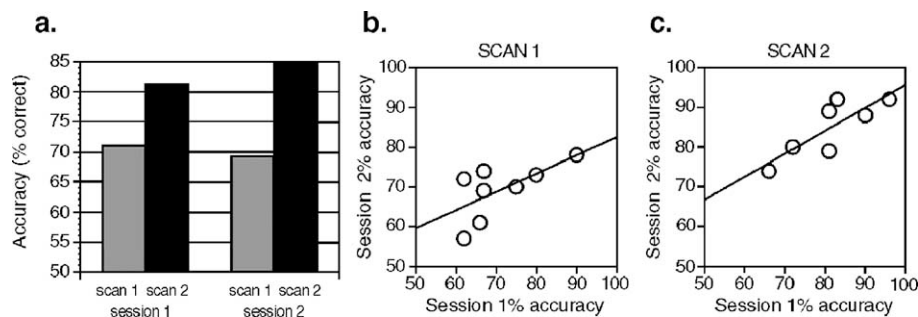 a.
Accuracy (% correct)
85
80
75
70
65
60
55
50
scan 1 scan 2 scan 1 scan 2
session 1 session 2
b.
SCAN 1
Session 2% accuracy
100
90
80
70
60
50
50 60 70 80 90 100
Session 1% accuracy
c.
SCAN 2
Session 2% accuracy
100
90
80
70
60
50
50 60 70 80 90 100
Session 1% accuracy